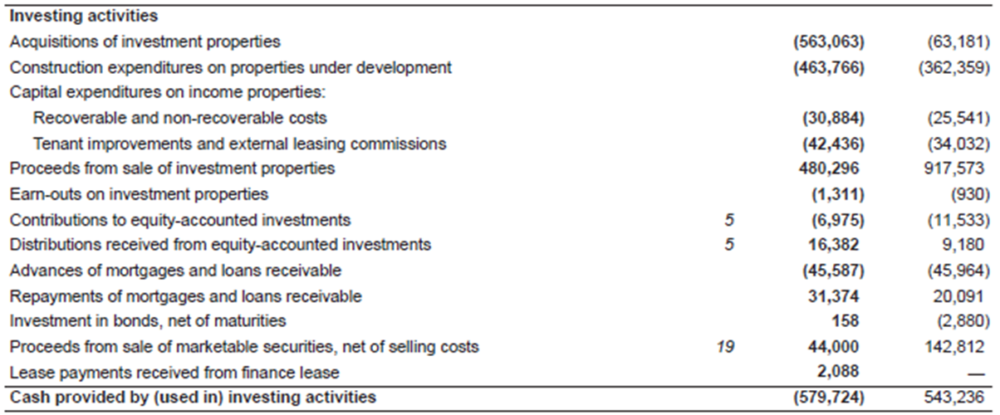 Investing activities
Acquisitions of investment properties (563,063) (63,181)
Construction expenditures on properties under development (463,766) (362,359)
Capital expenditures on income properties:
Recoverable and non-recoverable costs (30,884) (25,541)
Tenant improvements and external leasing commissions (42,436) (34,032)
Proceeds from sale of investment properties 480,296 917,573
Earn-outs on investment properties (1,311) (930)
Contributions to equity-accounted investments 5 (6,975) (11,533)
Distributions received from equity-accounted investments 5 16,382 9,180
Advances of mortgages and loans receivable (45,587) (45,964)
Repayments of mortgages and loans receivable 31,374 20,091
Investment in bonds, net of maturities 158 (2,880)
Proceeds from sale of marketable securities, net of selling costs 19 44,000 142,812
Lease payments received from finance lease 2,088 —
Cash provided by (used in) investing activities (579,724) 543,236